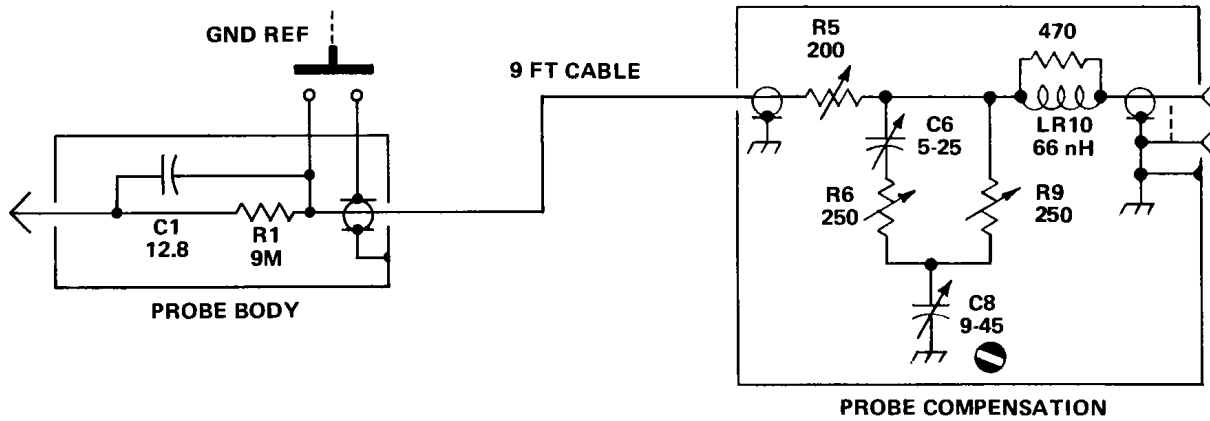 GND REF
9 FT CABLE
C1
12.8
R1
9M
PROBE BODY
R5
200
470
C6
5-25
LR10
66 nH
R6
250
R9
250
C8
9-45
PROBE COMPENSATION